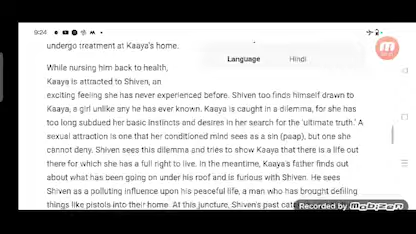 9:24
undergo treatment at Kaaya's home.
Language Hindi
While nursing him back to health,
Kaaya is attracted to Shiven, an
exciting feeling she has never experienced before. Shiven too finds himself drawn to
Kaaya, a girl unlike any he has ever known. Kaaya is caught in a dilemma, for she has
too long subdued her basic instincts and desires in her search for the 'ultimate truth.' A
sexual attraction is one that her conditioned mind sees as a sin (paap), but one she
cannot deny. Shiven sees this dilemma and tries to show Kaaya that there is a life out
there for which she has a full right to live. In the meantime, Kaaya's father finds out
about what has been going on under his roof and is furious with Shiven. He sees
Shiven as a polluting influence upon his peaceful life, a man who has brought defiling
things like pistols into their home. At this juncture, Shiven's past
Recorded by Mobizen